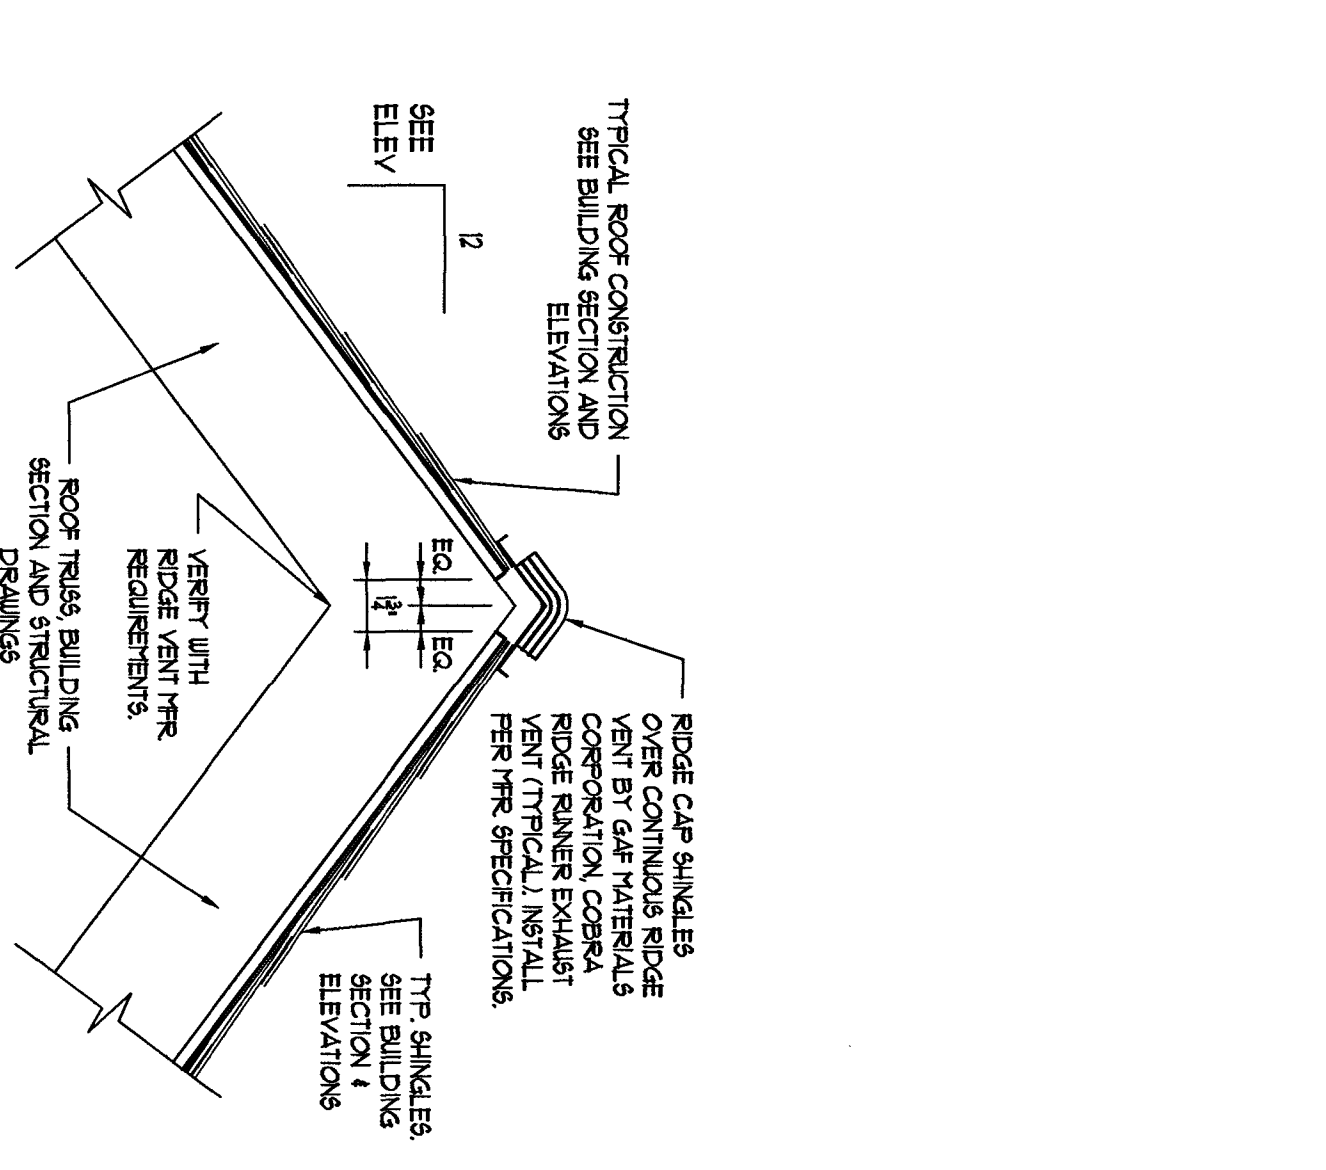 TYPICAL ROOF CONSTRUCTION
SEE BUILDING SECTION AND
ELEVATIONS
12
SEE
ELEV
RIDGE CAP SHINGLES
OVER CONTINUOUS RIDGE
VENT BY GAF MATERIALS
CORPORATION, COBRA
RIDGE RUNNER EXHAUST
VENT (TYPICAL). INSTALL
PER MFR. SPECIFICATIONS.
EQ. EQ.
1 3/4"
TYP. SHINGLES.
SEE BUILDING
SECTION &
ELEVATIONS
VERIFY WITH
RIDGE VENT MFR.
REQUIREMENTS.
ROOF TRUSS, BUILDING
SECTION AND STRUCTURAL
DRAWINGS